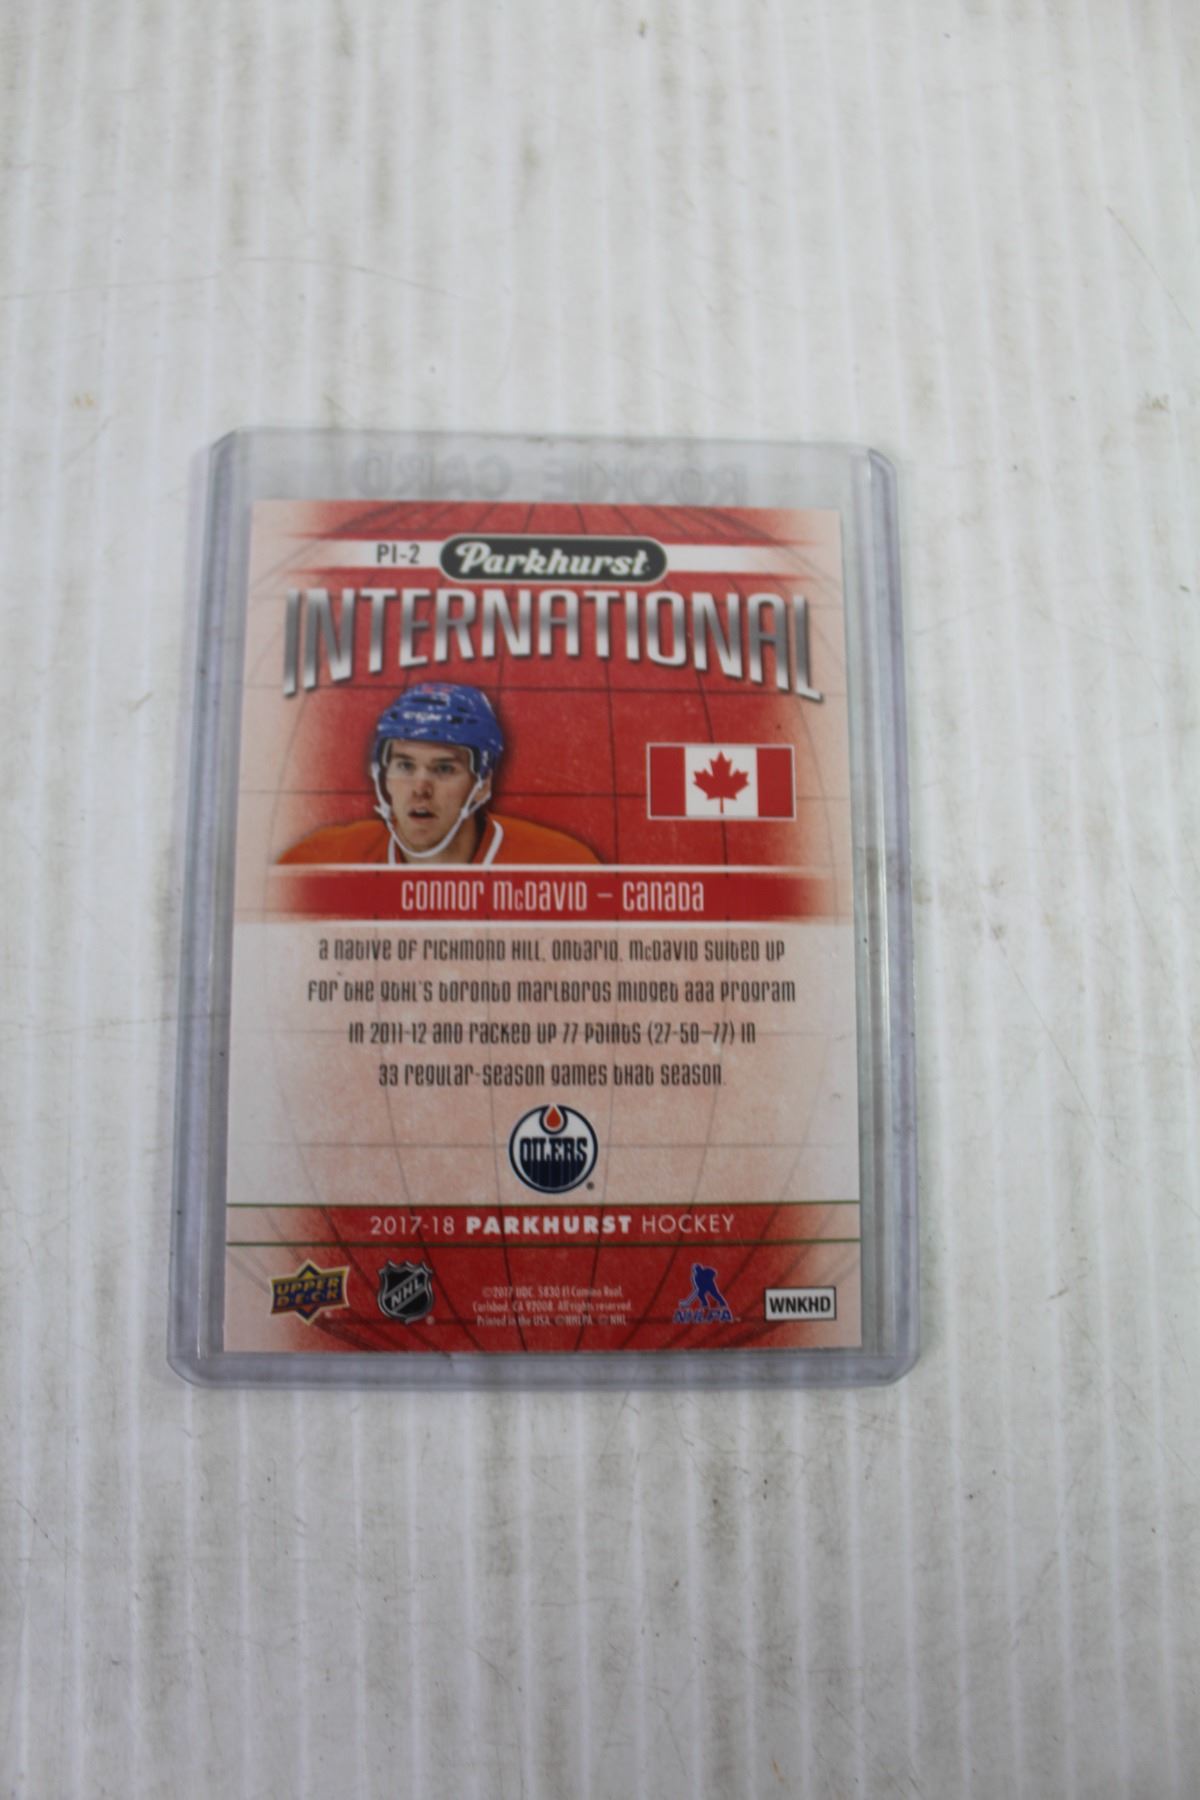 ROOKIE CARD
PI-2 Parkhurst
INTERNATIONAL
CCM
CONNOR McDAVID – CANADA
A NATIVE OF RICHMOND HILL, ONTARIO, McDAVID SUITED UP
FOR THE GTHL'S TORONTO MARLBOROS MIDGET AAA PROGRAM
IN 2011-12 AND RACKED UP 77 POINTS (27-50–77) IN
33 REGULAR-SEASON GAMES THAT SEASON.
OILERS
2017-18 PARKHURST HOCKEY
UPPER DECK
NHL
©2017 UDC. 5830 El Camino Real,
Carlsbad, CA 92008. All rights reserved.
Printed in the USA. ©NHLPA. © NHL
NHLPA
WNKHD